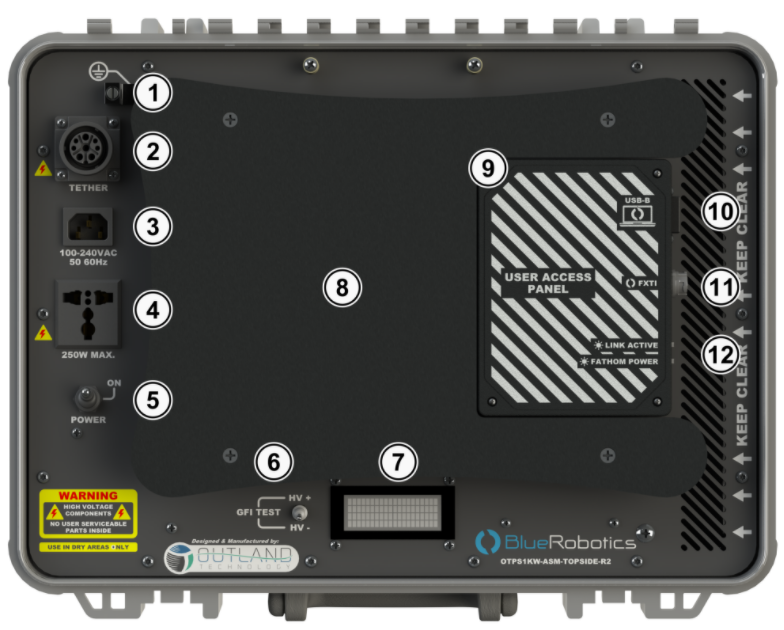 1
2
TETHER
3
100-240VAC
50 60Hz
4
250W MAX.
ON
5
POWER
6
7
HV +
GFI TEST
HV -
WARNING
HIGH VOLTAGE
COMPONENTS
NO USER SERVICEABLE
PARTS INSIDE
USE IN DRY AREAS •NLY
Designed & Manufactured by:
OUTLAND
TECHNOLOGY
8
9
USB-B
10
USER ACCESS
PANEL
FXTI
11
LINK ACTIVE
12
FATHOM POWER
KEEP CLEAR
KEEP CLEAR
BlueRobotics
OTPS1KW-ASM-TOPSIDE-R2